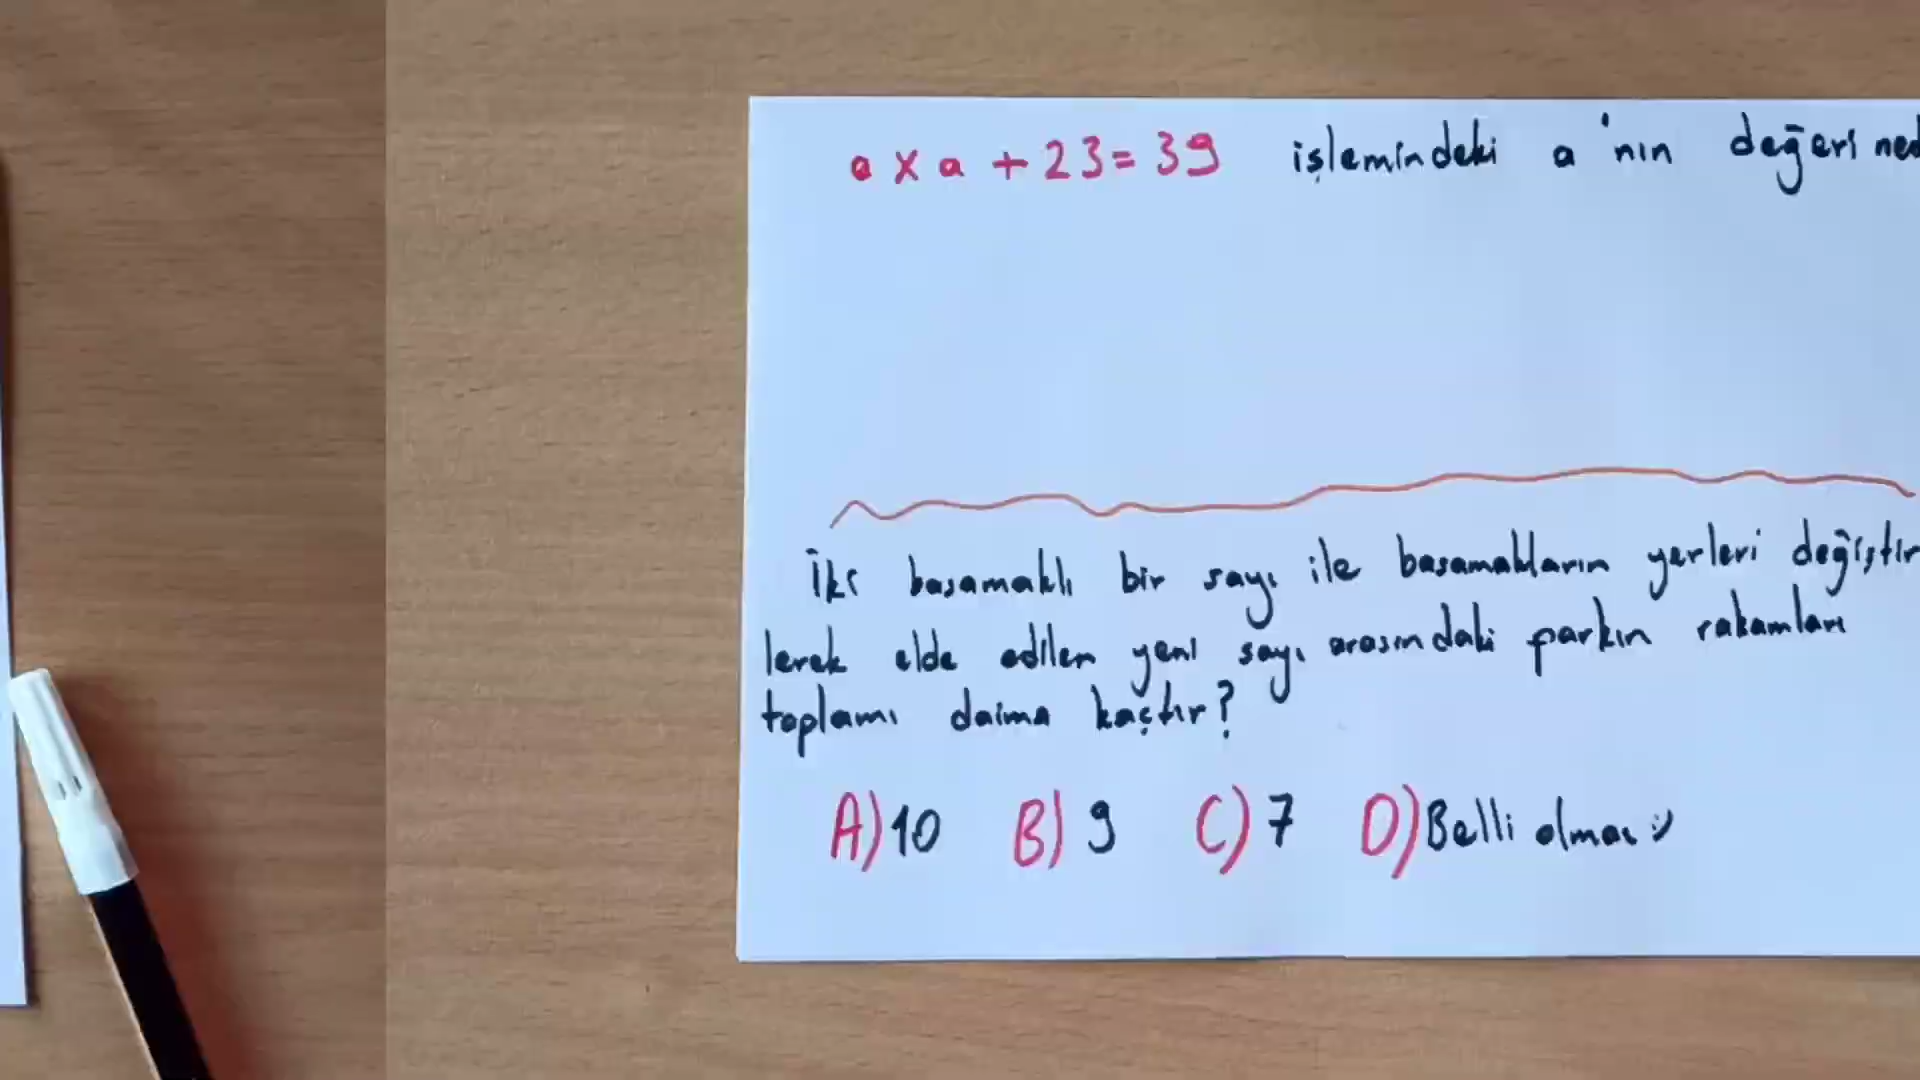 a x a + 23 = 39 işlemindeki a'nın değeri ned
İki basamaklı bir sayı ile basamakların yerleri değiştir
lerek elde edilen yeni sayı arasındaki farkın rakamları
toplamı daima kaçtır?
A) 10 B) 9 C) 7 D) Belli olmaz :)